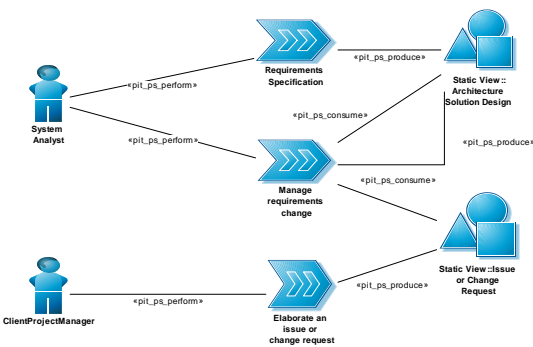 «pit_ps_perform»
Requirements
Specification
«pit_ps_produce»
Static View ::
Architecture
Solution Design
System
Analyst
«pit_ps_perform»
«pit_ps_consume»
«pit_ps_produce»
Manage
requirements
change
«pit_ps_consume»
Static View ::Issue
or Change
Request
ClientProjectManager
«pit_ps_perform»
Elaborate an
issue or
change request
«pit_ps_produce»